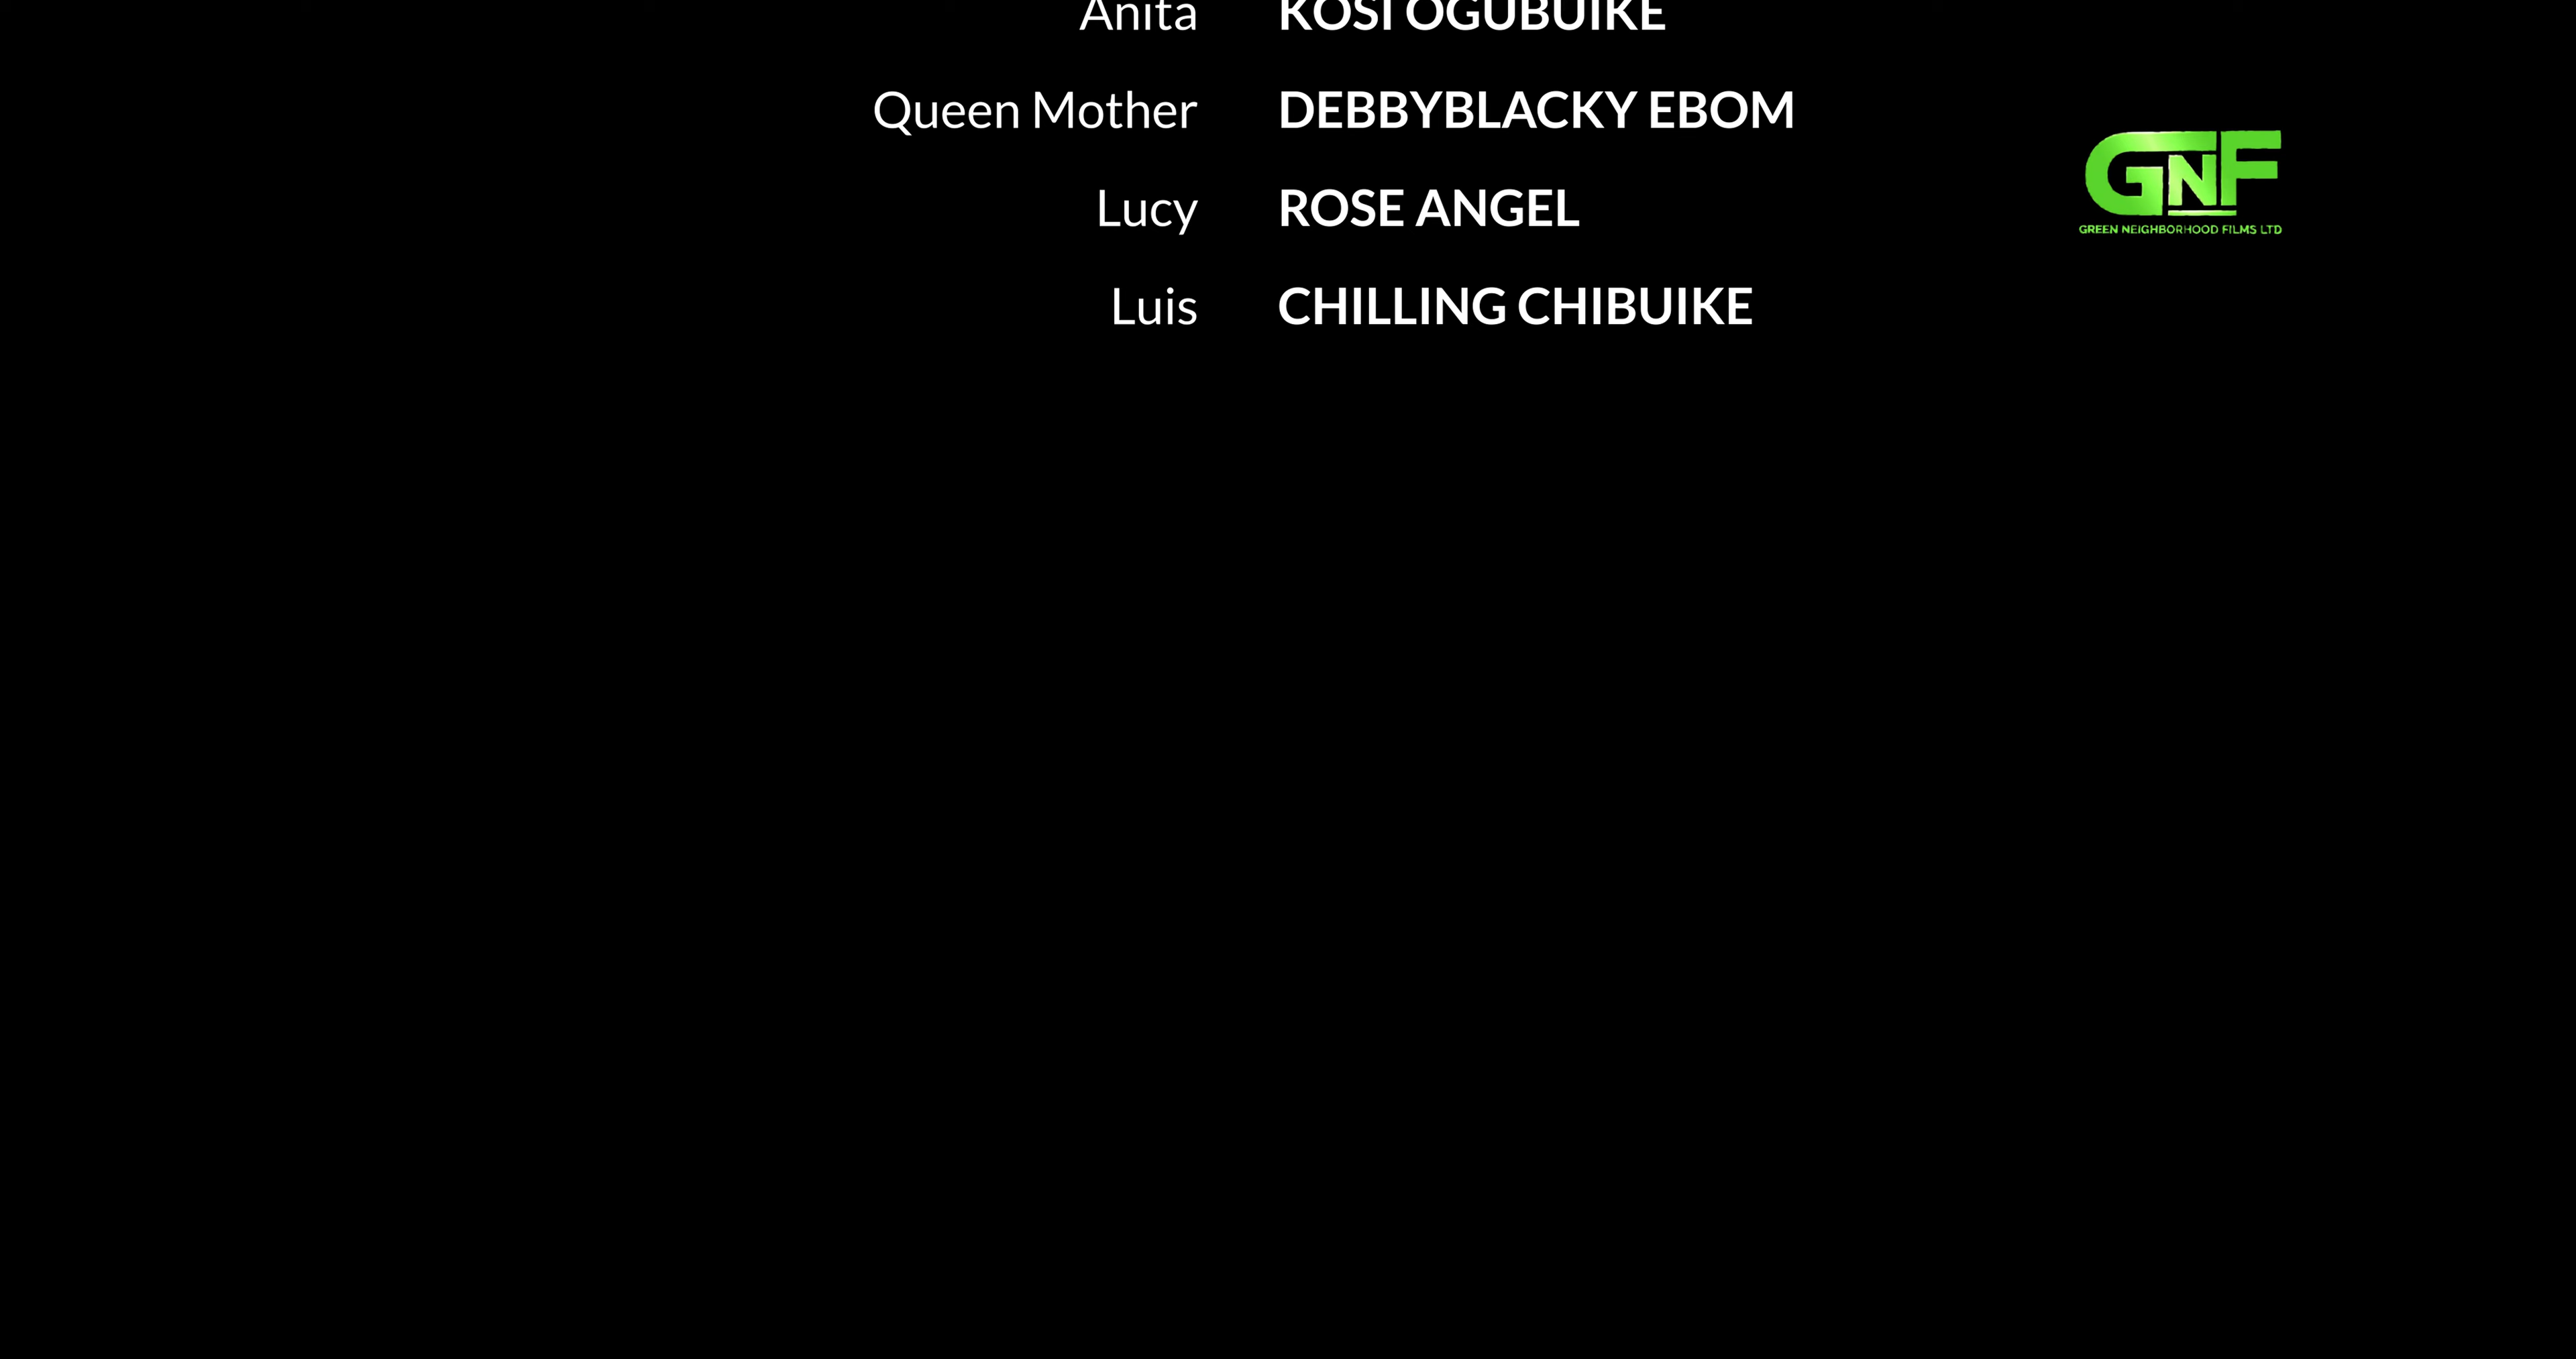 Anita KOSI OGUBUIKE
Queen Mother DEBBYBLACKY EBOM
Lucy ROSE ANGEL
Luis CHILLING CHIBUIKE
GNF
GREEN NEIGHBORHOOD FILMS LTD